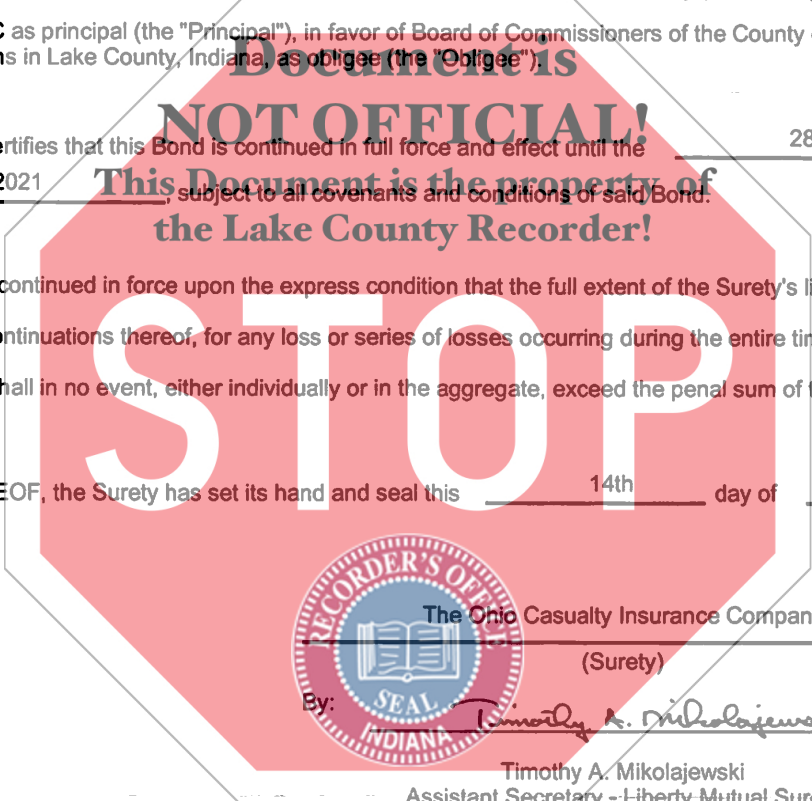 as principal (the "Principal"), in favor of Board of Commissioners of the County
in Lake County, Indiana, as obligee (the "Obligee").
Document is
NOT OFFICIAL!
that this Bond is continued in full force and effect until the 28
2021 , subject to all covenants and conditions of said Bond.
This Document is the property of
the Lake County Recorder!
continued in force upon the express condition that the full extent of the Surety's
thereof, for any loss or series of losses occurring during the entire
in no event, either individually or in the aggregate, exceed the penal sum of
STOP
EOF, the Surety has set its hand and seal this 14th day of
RECORDER'S OFFICE
SEAL
INDIANA
The Ohio Casualty Insurance Compan
(Surety)
By: Timothy A. Mikolajews
Timothy A. Mikolajewski
Assistant Secretary - Liberty Mutual Sur